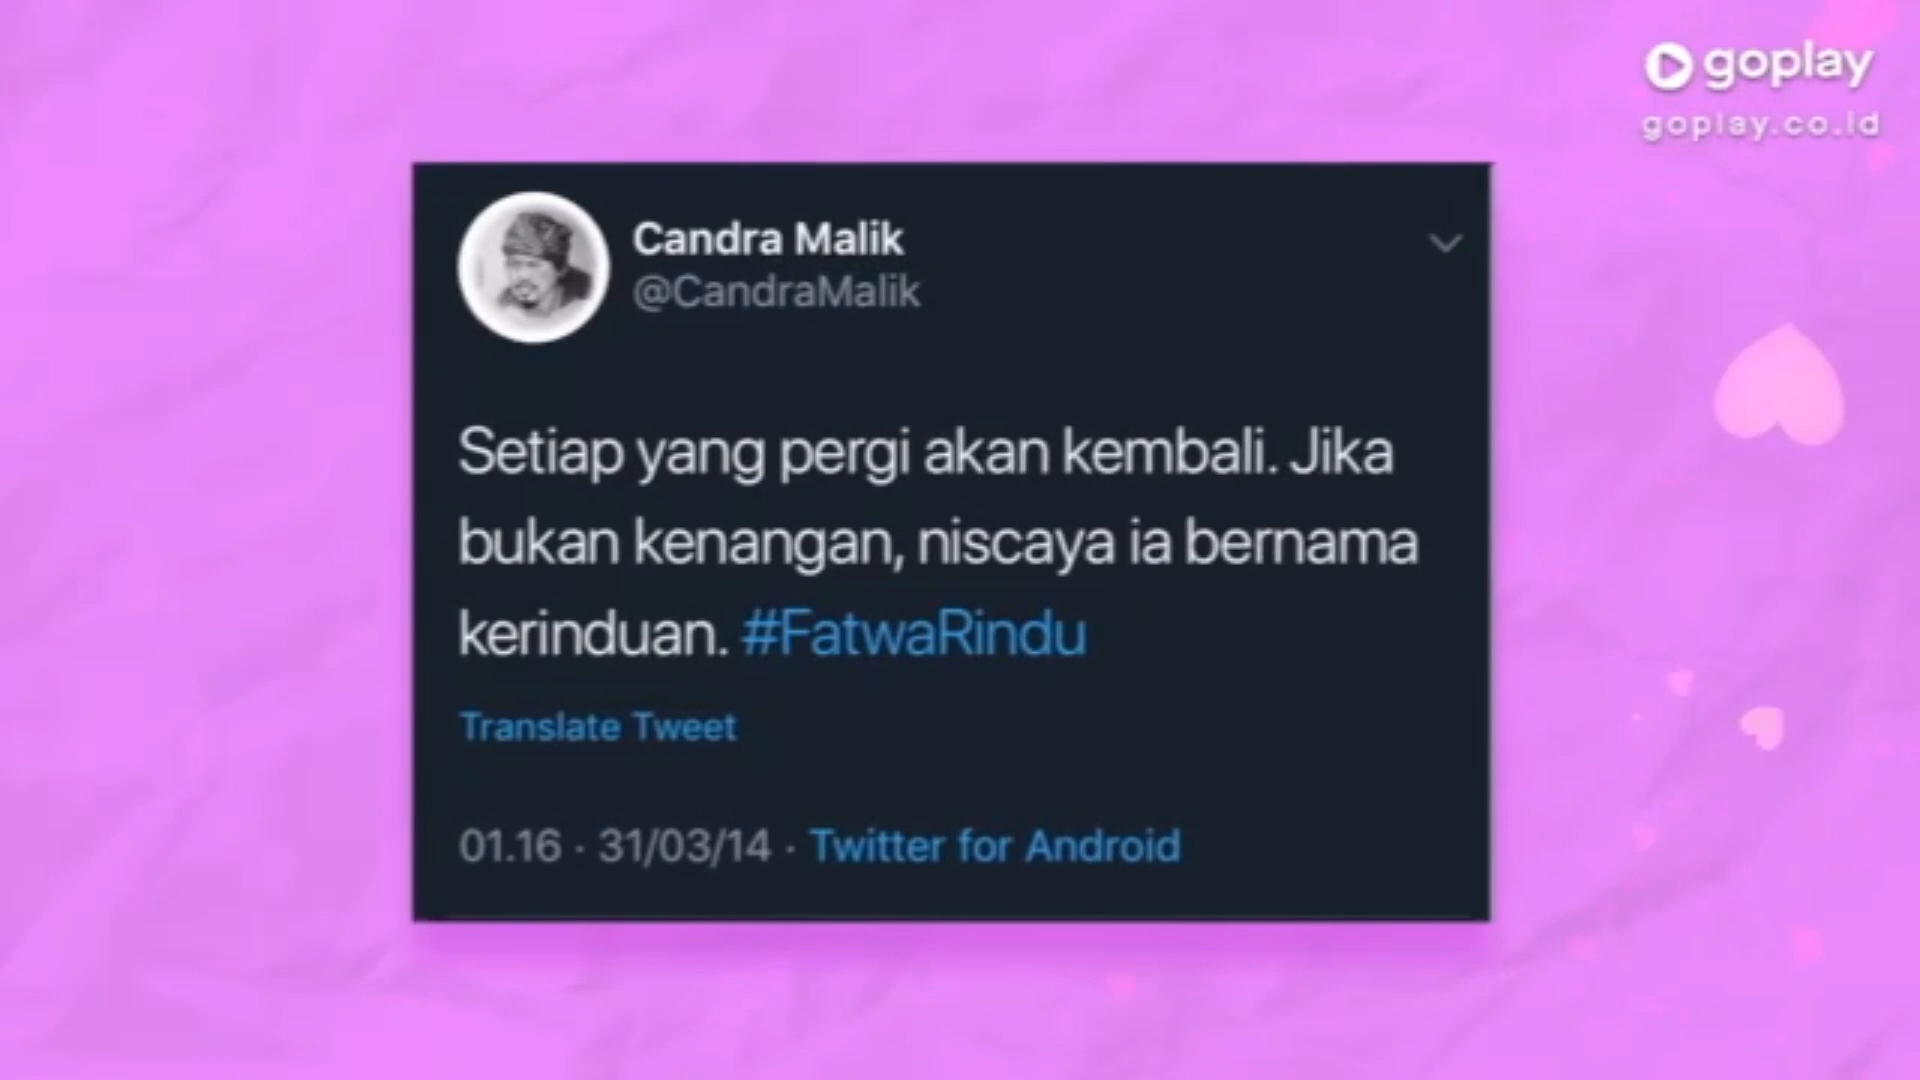 goplay
goplay.co.id
Candra Malik
@CandraMalik
Setiap yang pergi akan kembali. Jika
bukan kenangan, niscaya ia bernama
kerinduan. #FatwaRindu
Translate Tweet
01.16 · 31/03/14 · Twitter for Android